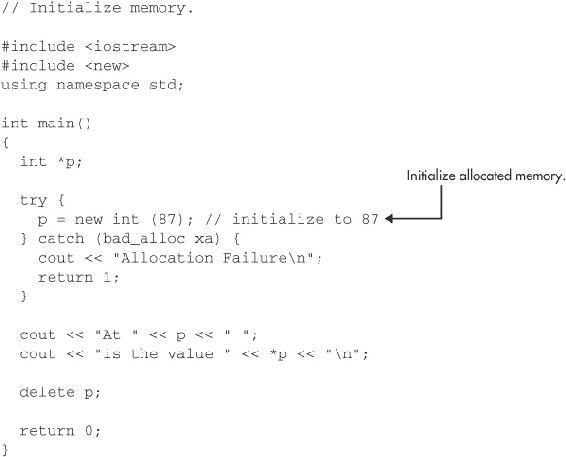 // Initialize memory.
#include <iostream>
#include <new>
using namespace std;
int main()
{
int *p;
Initialize allocated memory.
try {
p = new int (87); // initialize to 87
} catch (bad_alloc xa) {
cout << "Allocation Failure\n";
return 1;
}
cout << "At " << p << " ";
cout << "is the value " << *p << "\n";
delete p;
return 0;
}